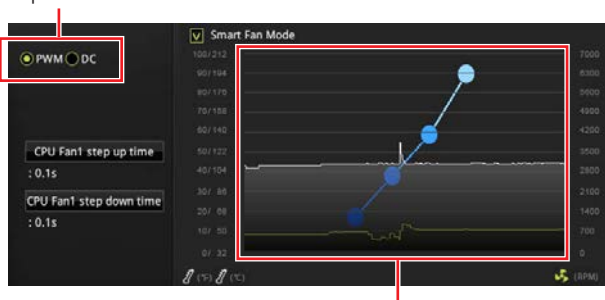 Smart Fan Mode
PWM DC
100/212 7000
90/194 6300
80/176 5600
70/158 4900
60/140 4200
CPU Fan1 step up time
50/122 3500
: 0.1s
40/104 2800
CPU Fan1 step down time
30/ 86 2100
: 0.1s
20/ 68 1400
10/ 50 700
0/ 32 0
(°F) (°C) (RPM)